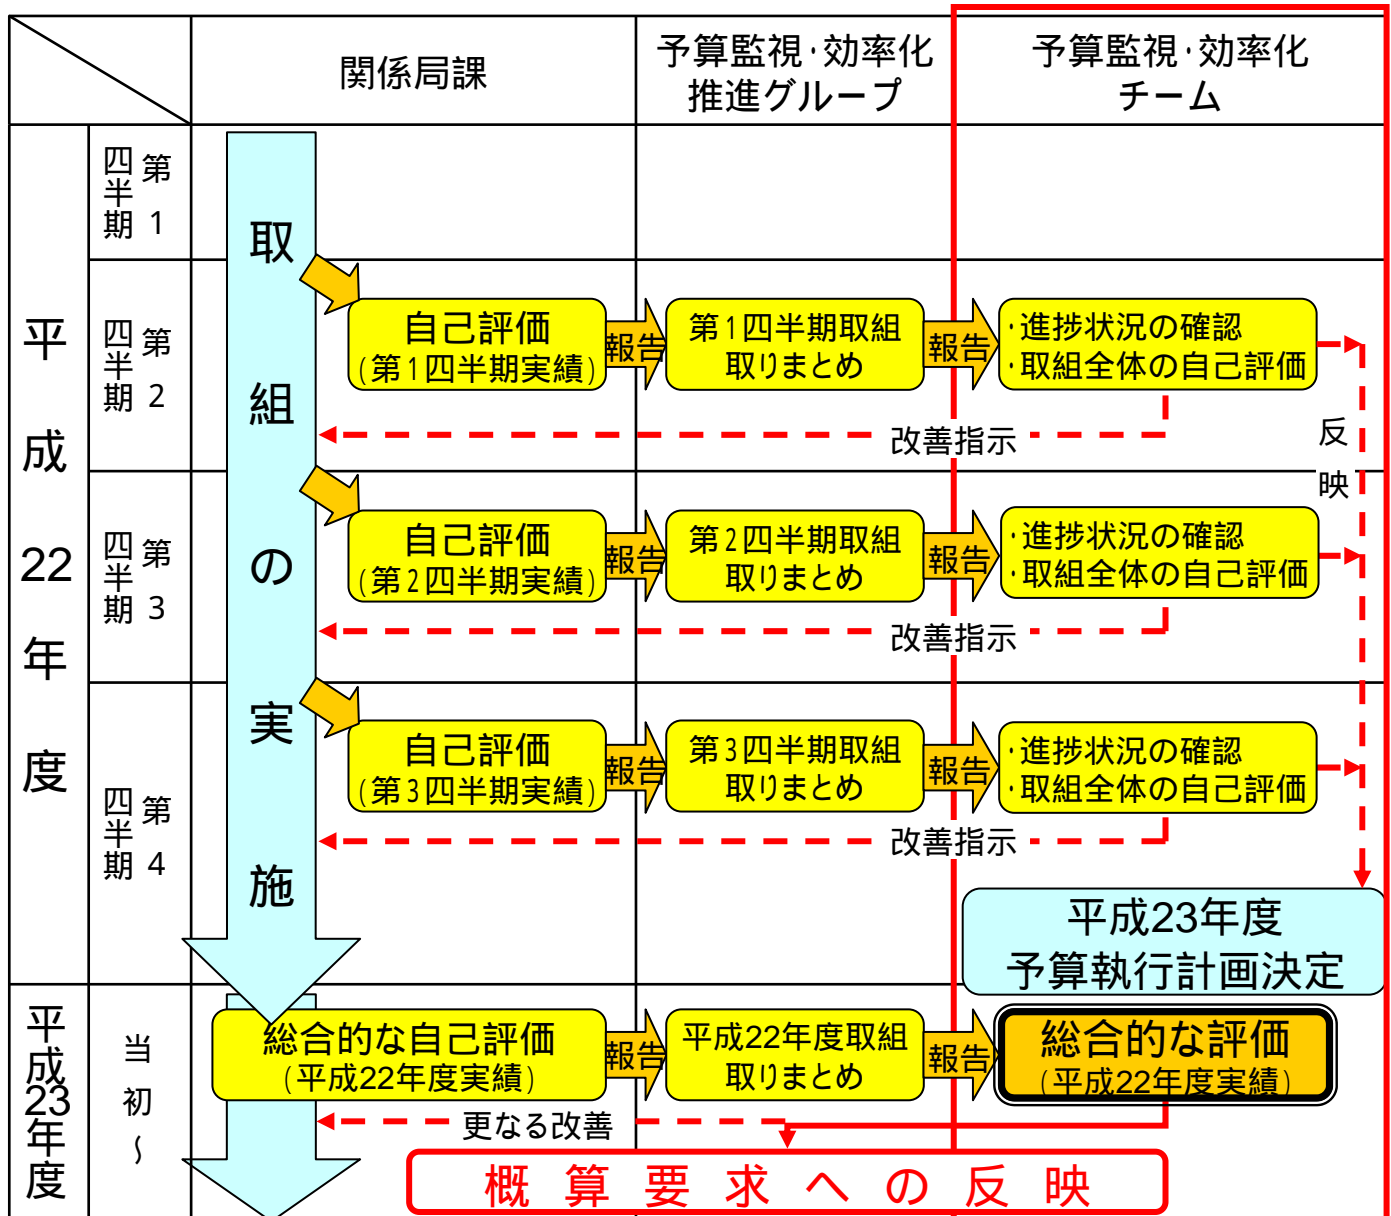 関係局課
予算監視・効率化
推進グループ
予算監視・効率化
チーム
平成22年度
第1
四半期
第2
四半期
第3
四半期
第4
四半期
取組の実施
自己評価
(第1四半期実績)
報告
第1四半期取組
取りまとめ
報告
・進捗状況の確認
・取組全体の自己評価
改善指示
反映
自己評価
(第2四半期実績)
報告
第2四半期取組
取りまとめ
報告
・進捗状況の確認
・取組全体の自己評価
改善指示
自己評価
(第3四半期実績)
報告
第3四半期取組
取りまとめ
報告
・進捗状況の確認
・取組全体の自己評価
改善指示
平成23年度
予算執行計画決定
平成23年度
当初~
総合的な自己評価
(平成22年度実績)
報告
平成22年度取組
取りまとめ
報告
総合的な評価
(平成22年度実績)
更なる改善
概算要求への反映